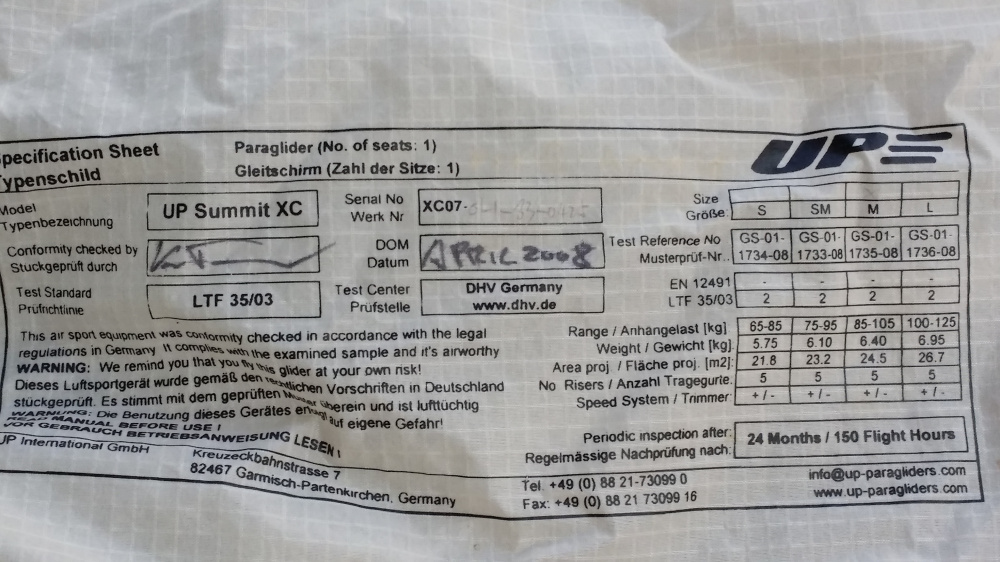 Specification Sheet
Typenschild
Paraglider (No. of seats: 1)
Gleitschirm (Zahl der Sitze: 1)
UP
Model
Typenbezeichnung
UP Summit XC
Serial No
Werk Nr
XC07-
Size
Größe:
S SM M L
Conformity checked by
Stückgeprüft durch
DOM
Datum
APRIL 2008
Test Reference No
Musterprüf-Nr..
GS-01- GS-01- GS-01- GS-01-
1734-08 1733-08 1735-08 1736-08
Test Standard
Prüfrichtlinie
LTF 35/03
Test Center
Prüfstelle
DHV Germany
www.dhv.de
EN 12491 - - - -
LTF 35/03 2 2 2 2
This air sport equipment was conformity checked in accordance with the legal
regulations in Germany It complies with the examined sample and it's airworthy
WARNING: We remind you that you fly this glider at your own risk!
Dieses Luftsportgerät wurde gemäß den rechtlichen Vorschriften in Deutschland
stückgeprüft. Es stimmt mit dem geprüften Muster überein und ist lufttüchtig
WARNUNG: Die Benutzung dieses Gerätes erfolgt auf eigene Gefahr!
READ MANUAL BEFORE USE !
VOR GEBRAUCH BETRIEBSANWEISUNG LESEN !
Range / Anhängelast [kg] 65-85 75-95 85-105 100-125
Weight / Gewicht [kg] 5.75 6.10 6.40 6.95
Area proj. / Fläche proj. [m2]: 21.8 23.2 24.5 26.7
No Risers / Anzahl Tragegurte. 5 5 5 5
Speed System / Trimmer: + / - + / - + / - + / -
Periodic inspection after:
Regelmässige Nachprüfung nach:
24 Months / 150 Flight Hours
UP International GmbH
Kreuzeckbahnstrasse 7
82467 Garmisch-Partenkirchen, Germany
Tel. +49 (0) 88 21-73099 0
Fax: +49 (0) 88 21 73099 16
info@up-paragliders.com
www.up-paragliders.com